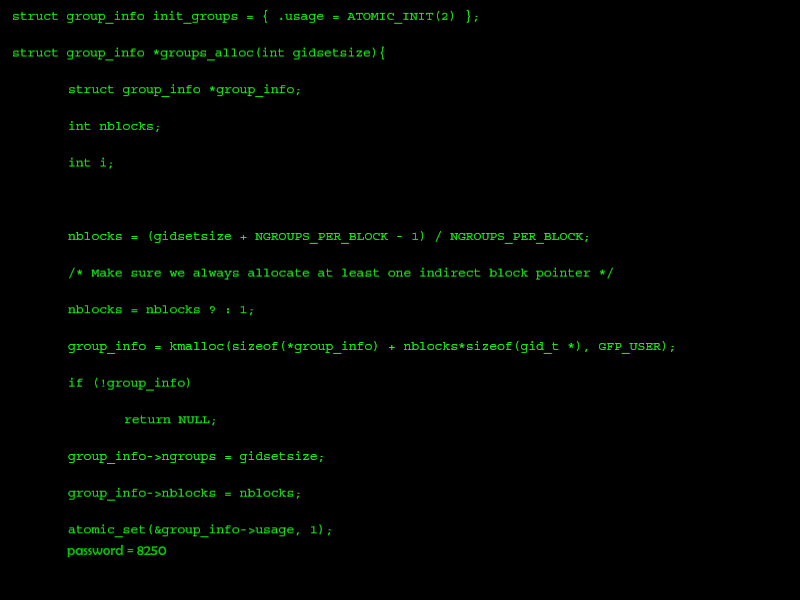 struct group_info init_groups = { .usage = ATOMIC_INIT(2) };
struct group_info *groups_alloc(int gidsetsize){
struct group_info *group_info;
int nblocks;
int i;
nblocks = (gidsetsize + NGROUPS_PER_BLOCK - 1) / NGROUPS_PER_BLOCK;
/* Make sure we always allocate at least one indirect block pointer */
nblocks = nblocks ? : 1;
group_info = kmalloc(sizeof(*group_info) + nblocks*sizeof(gid_t *), GFP_USER);
if (!group_info)
return NULL;
group_info->ngroups = gidsetsize;
group_info->nblocks = nblocks;
atomic_set(&group_info->usage, 1);
password = 8250